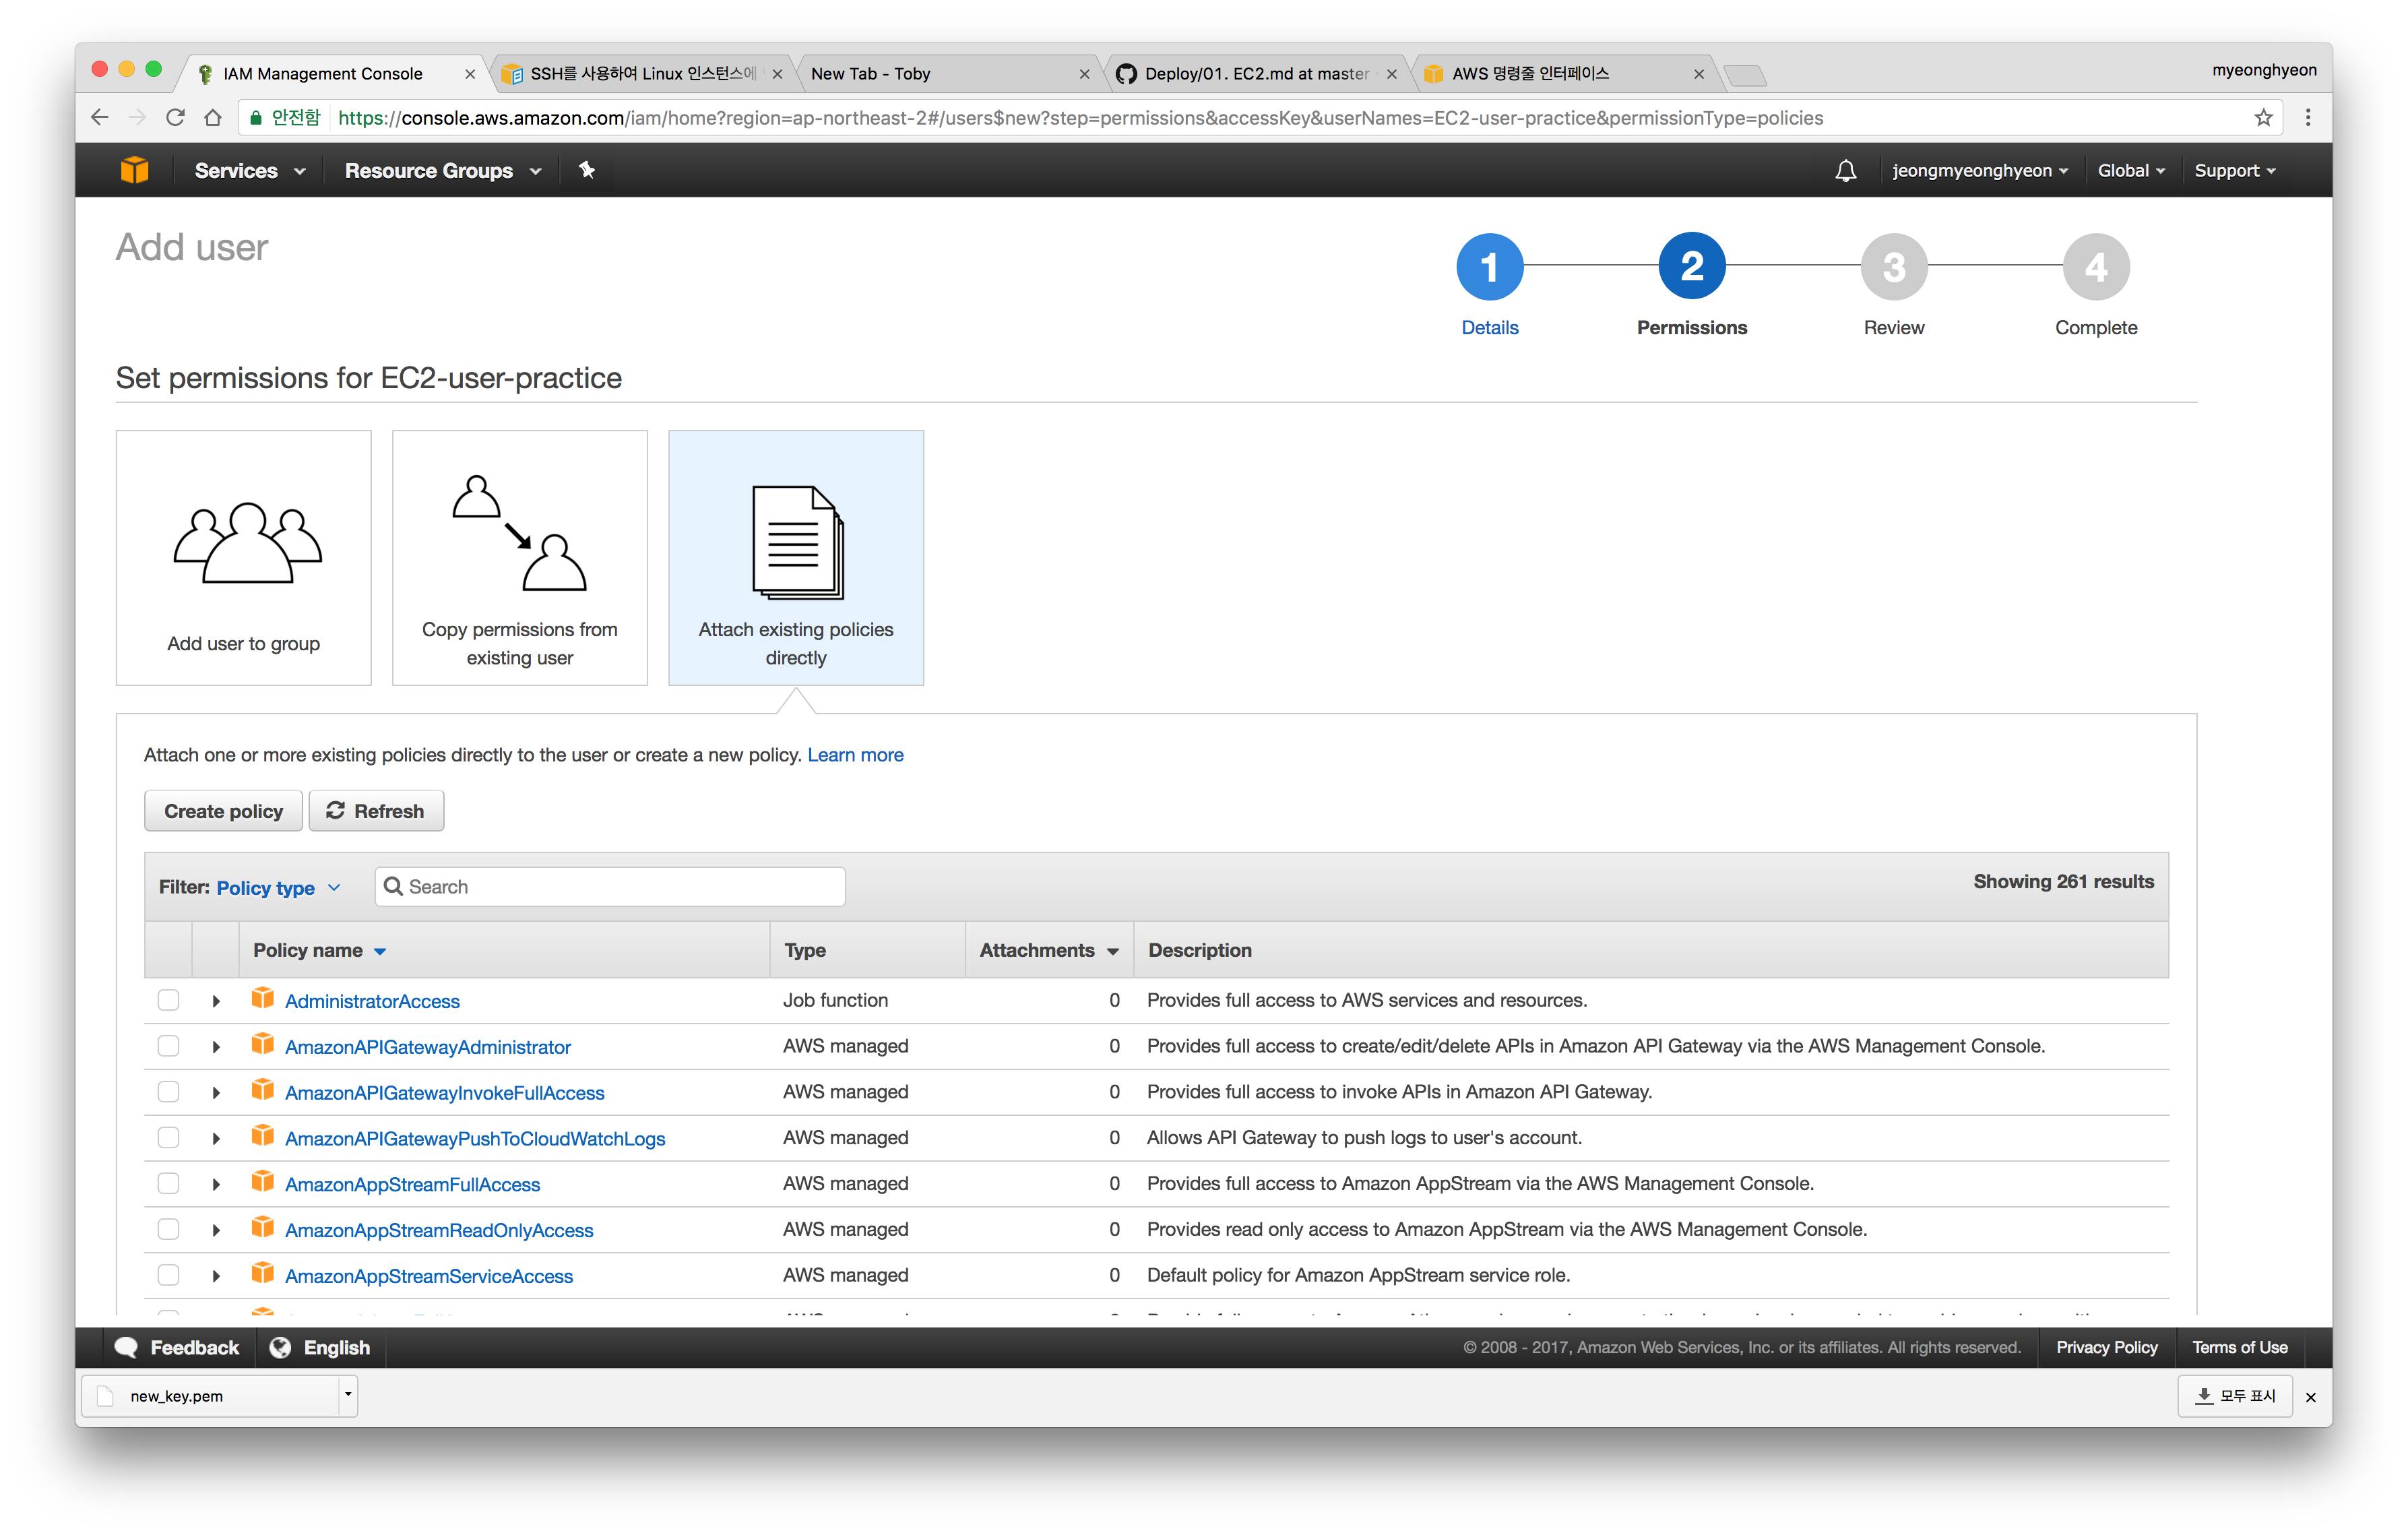 IAM Management Console
SSH를 사용하여 Linux 인스턴스에
New Tab - Toby
Deploy/01. EC2.md at master
AWS 명령줄 인터페이스
myeonghyeon
안전함
https://console.aws.amazon.com/iam/home?region=ap-northeast-2#/users$new?step=permissions&accessKey&userNames=EC2-user-practice&permissionType=policies
Services
Resource Groups
jeongmyeonghyeon
Global
Support
Add user
1
2
3
4
Details
Permissions
Review
Complete
Set permissions for EC2-user-practice
Add user to group
Copy permissions from
existing user
Attach existing policies
directly
Attach one or more existing policies directly to the user or create a new policy. Learn more
Create policy
Refresh
Filter: Policy type
Search
Showing 261 results
Policy name Type Attachments Description
AdministratorAccess Job function 0 Provides full access to AWS services and resources.
AmazonAPIGatewayAdministrator AWS managed 0 Provides full access to create/edit/delete APIs in Amazon API Gateway via the AWS Management Console.
AmazonAPIGatewayInvokeFullAccess AWS managed 0 Provides full access to invoke APIs in Amazon API Gateway.
AmazonAPIGatewayPushToCloudWatchLogs AWS managed 0 Allows API Gateway to push logs to user's account.
AmazonAppStreamFullAccess AWS managed 0 Provides full access to Amazon AppStream via the AWS Management Console.
AmazonAppStreamReadOnlyAccess AWS managed 0 Provides read only access to Amazon AppStream via the AWS Management Console.
AmazonAppStreamServiceAccess AWS managed 0 Default policy for Amazon AppStream service role.
Feedback
English
© 2008 - 2017, Amazon Web Services, Inc. or its affiliates. All rights reserved.
Privacy Policy
Terms of Use
new_key.pem
모두 표시